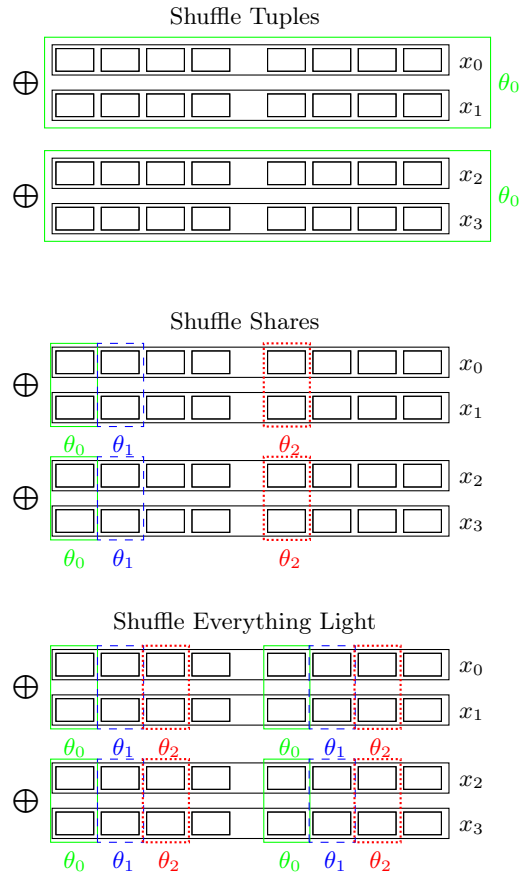 Shuffle Tuples
x₀
⊕ θ₀
x₁
x₂
⊕ θ₀
x₃
Shuffle Shares
x₀
⊕
x₁
θ₀ θ₁ θ₂
x₂
⊕
x₃
θ₀ θ₁ θ₂
Shuffle Everything Light
x₀
⊕
x₁
θ₀ θ₁ θ₂ θ₀ θ₁ θ₂
x₂
⊕
x₃
θ₀ θ₁ θ₂ θ₀ θ₁ θ₂